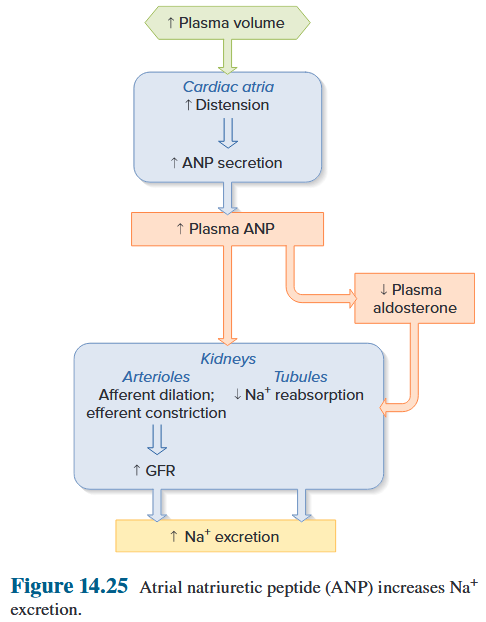 ↑ Plasma volume
Cardiac atria
↑ Distension
↑ ANP secretion
↑ Plasma ANP
↓ Plasma
aldosterone
Kidneys
Arterioles
Afferent dilation;
efferent constriction
↑ GFR
Tubules
↓ Na⁺ reabsorption
↑ Na⁺ excretion
Figure 14.25 Atrial natriuretic peptide (ANP) increases Na⁺
excretion.